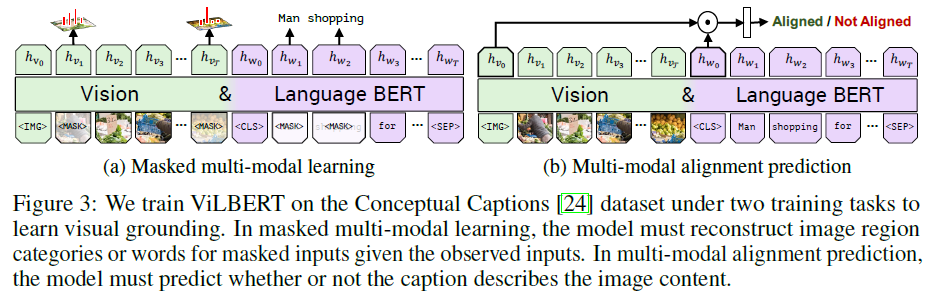 Man shopping
h_{v_0} h_{v_1} h_{v_2} h_{v_3} ... h_{v_T} h_{w_0} h_{w_1} h_{w_2} h_{w_3} ... h_{w_T}
Vision & Language BERT
<IMG> <MASK> ... <MASK> <CLS> <MASK> <MASK> for ... <SEP>
(a) Masked multi-modal learning
Aligned / Not Aligned
h_{v_0} h_{v_1} h_{v_2} h_{v_3} ... h_{v_T} h_{w_0} h_{w_1} h_{w_2} h_{w_3} ... h_{w_T}
Vision & Language BERT
<IMG> ... <CLS> Man shopping for ... <SEP>
(b) Multi-modal alignment prediction
Figure 3: We train ViLBERT on the Conceptual Captions [24] dataset under two training tasks to
learn visual grounding. In masked multi-modal learning, the model must reconstruct image region
categories or words for masked inputs given the observed inputs. In multi-modal alignment prediction,
the model must predict whether or not the caption describes the image content.